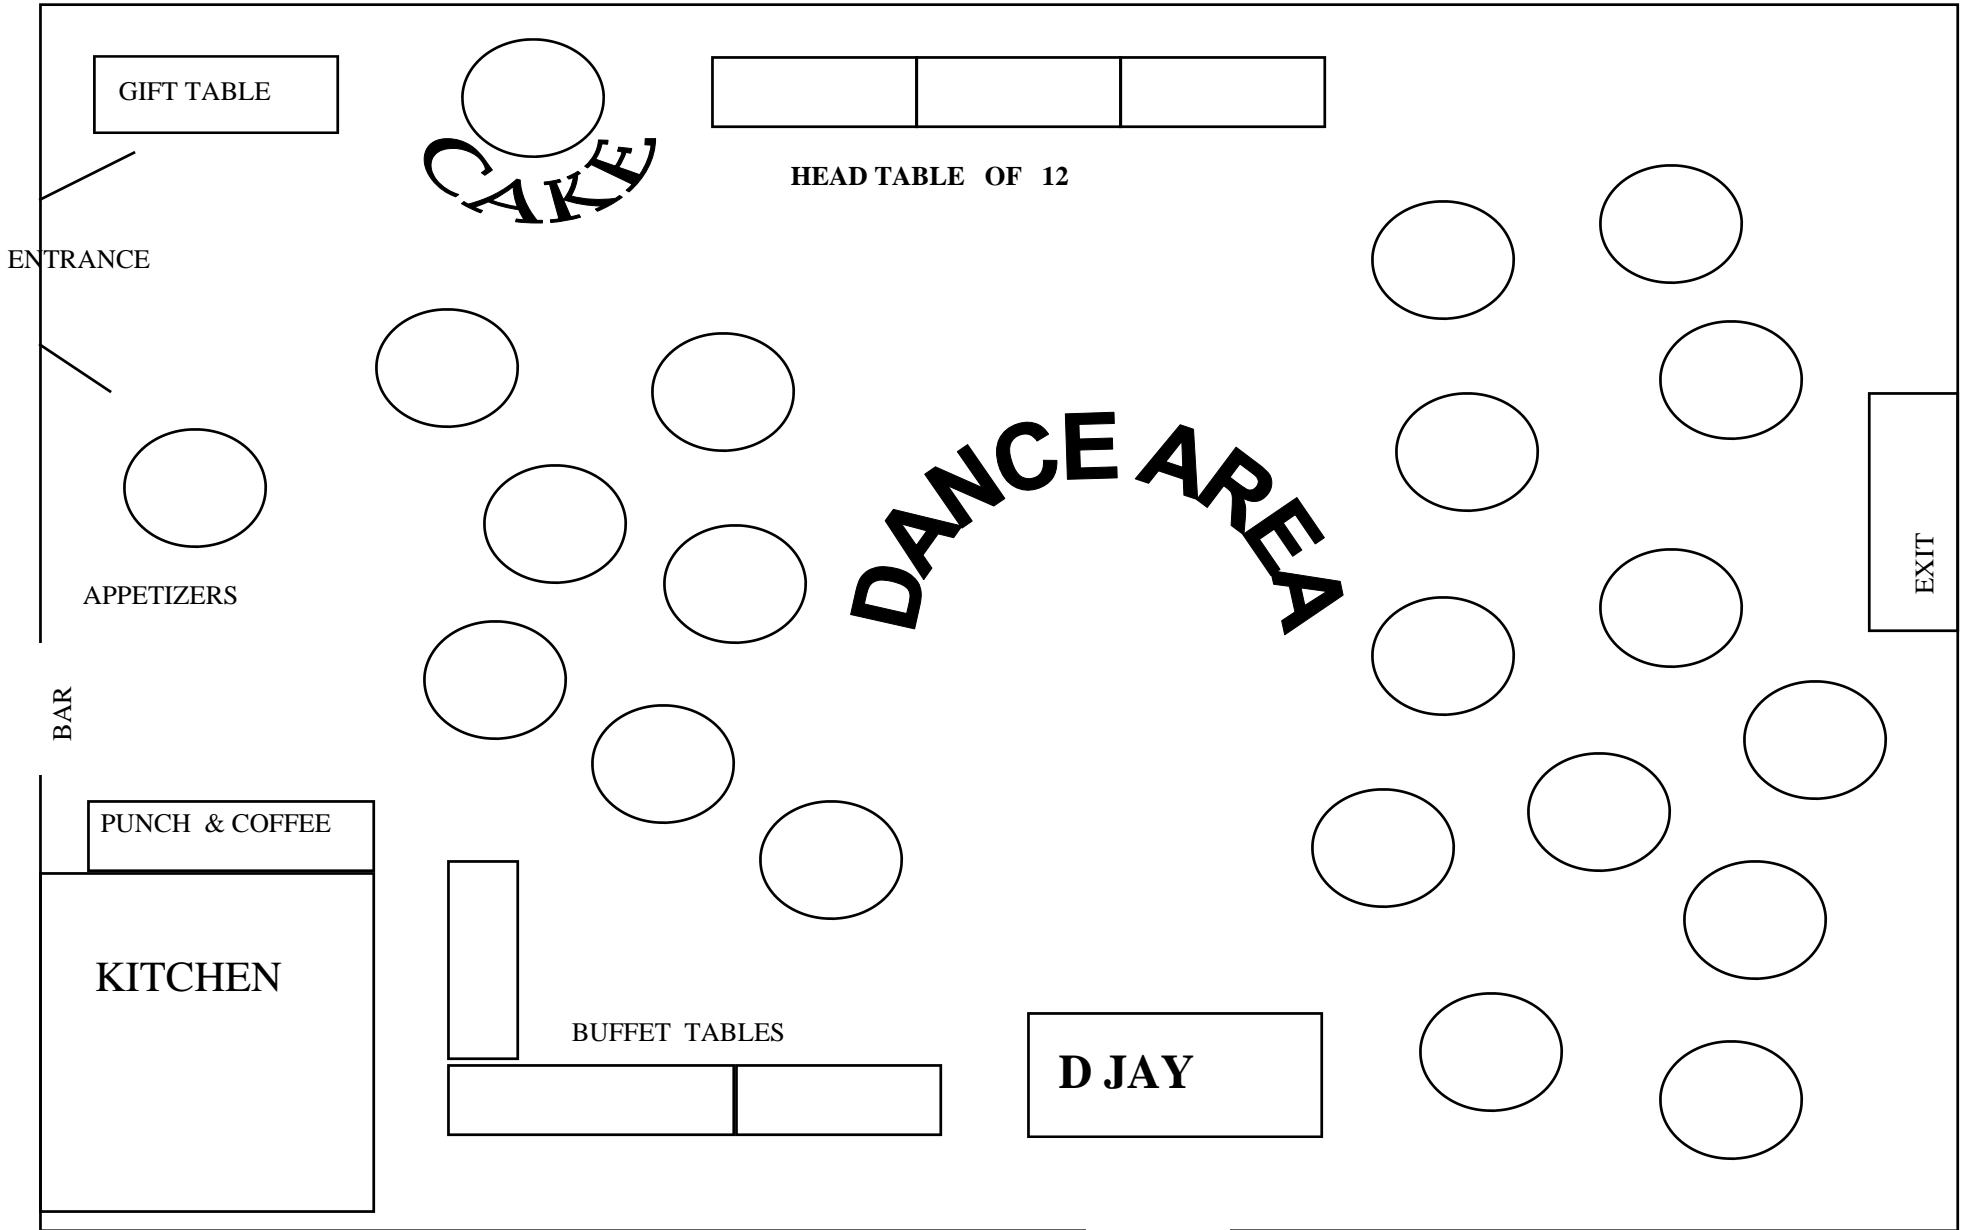 GIFT TABLE
CAKE
HEAD TABLE OF 12
ENTRANCE
DANCE AREA
EXIT
APPETIZERS
BAR
PUNCH & COFFEE
KITCHEN
BUFFET TABLES
D JAY